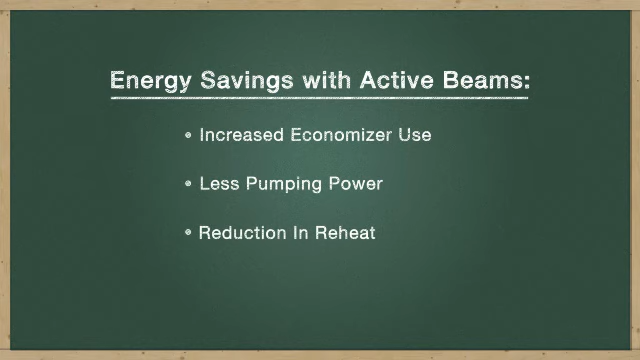 Energy Savings with Active Beams:
• Increased Economizer Use
• Less Pumping Power
• Reduction In Reheat